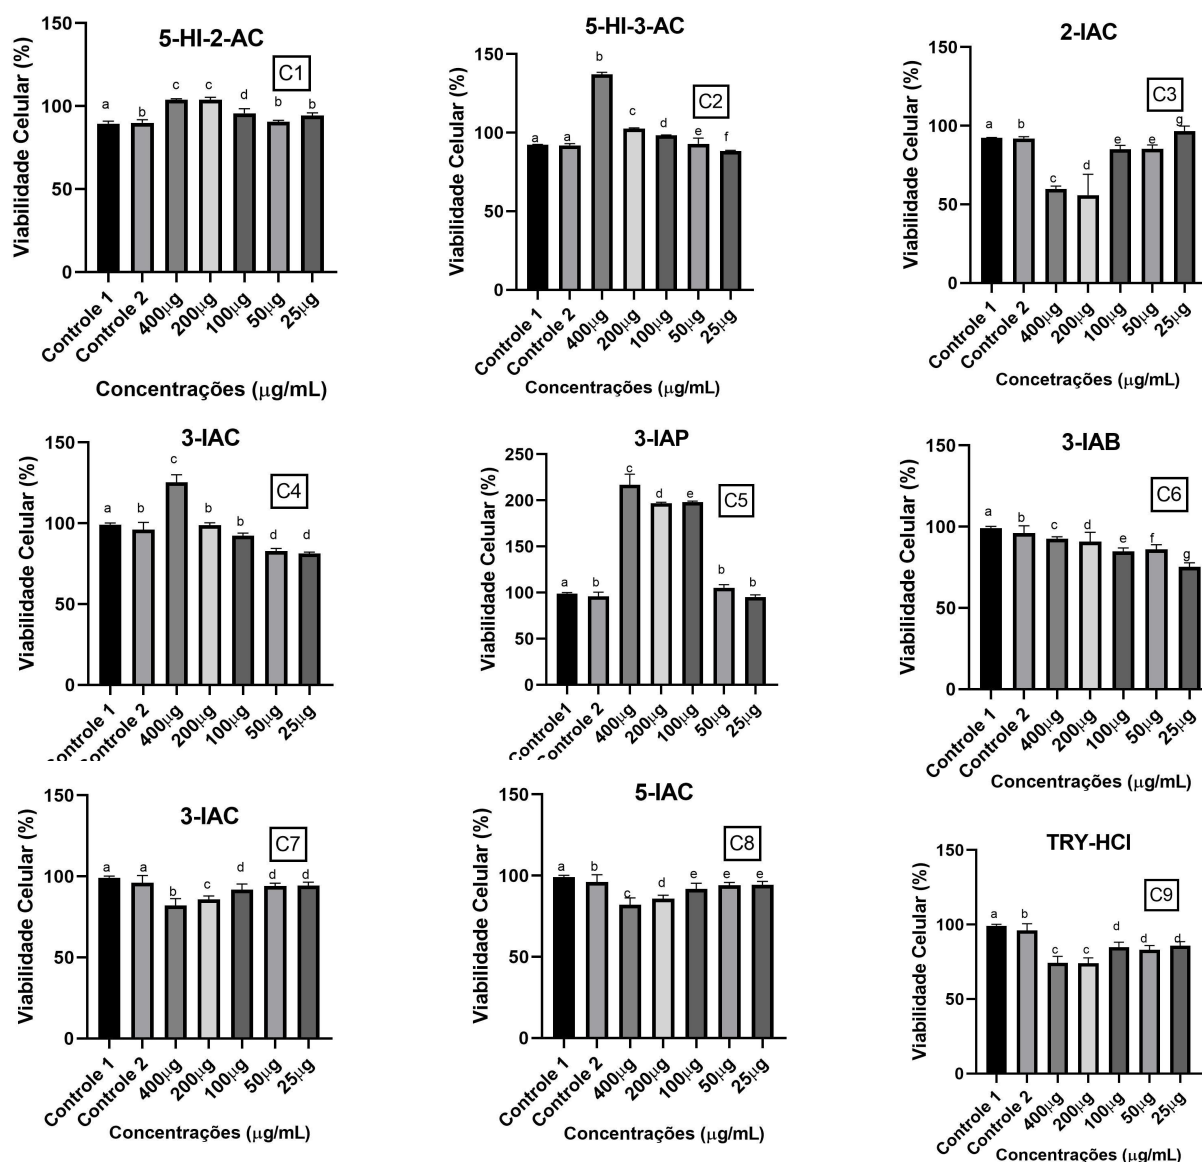 5-HI-2-AC
C1
Viabilidade Celular (%)
150
100
50
0
a
b
c
c
d
b
b
Controle 1
Controle 2
400µg
200µg
100µg
50µg
25µg
Concentrações (µg/mL)
5-HI-3-AC
C2
Viabilidade Celular (%)
150
100
50
0
a
a
b
c
d
e
f
Controle 1
Controle 2
400µg
200µg
100µg
50µg
25µg
Concentrações (µg/mL)
2-IAC
C3
Viabilidade Celular (%)
150
100
50
0
a
b
c
d
e
e
g
Controle 1
Controle 2
400µg
200µg
100µg
50µg
25µg
Concetrações (µg/mL)
3-IAC
C4
Viabilidade Celular (%)
150
100
50
0
a
b
c
b
b
d
d
Controle 1
Controle 2
400µg
200µg
100µg
50µg
25µg
3-IAP
C5
Viabilidade Celular (%)
250
200
150
100
50
0
a
b
c
d
e
b
b
Controle1
Controle 2
400µg
200µg
100µg
50µg
25µg
3-IAB
C6
Viabilidade Celular (%)
150
100
50
0
a
b
c
d
e
f
g
Controle 1
Controle 2
400µg
200µg
100µg
50µg
25µg
Concentrações (µg/mL)
3-IAC
C7
Viabilidade Celular (%)
150
100
50
0
a
a
b
c
d
d
d
Controle 1
Controle 2
400µg
200µg
100µg
50µg
25µg
Concentrações (µg/mL)
5-IAC
C8
Viabilidade Celular (%)
150
100
50
0
a
b
c
d
e
e
e
Controle 1
Controle 2
400µg
200µg
100µg
50µg
25µg
Concentrações (µg/mL)
TRY-HCl
C9
Viabilidade Celular (%)
150
100
50
0
a
b
c
c
d
d
d
Controle 1
Controle 2
400µg
200µg
100µg
50µg
25µg
Concentrações (µg/mL)